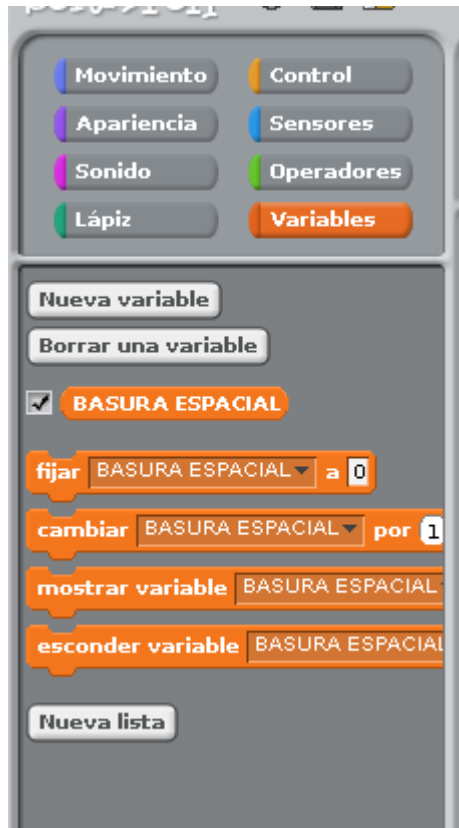 Movimiento Control
Apariencia Sensores
Sonido Operadores
Lápiz Variables
Nueva variable
Borrar una variable
BASURA ESPACIAL
fijar BASURA ESPACIAL a 0
cambiar BASURA ESPACIAL por 1
mostrar variable BASURA ESPACIAL
esconder variable BASURA ESPACIAL
Nueva lista